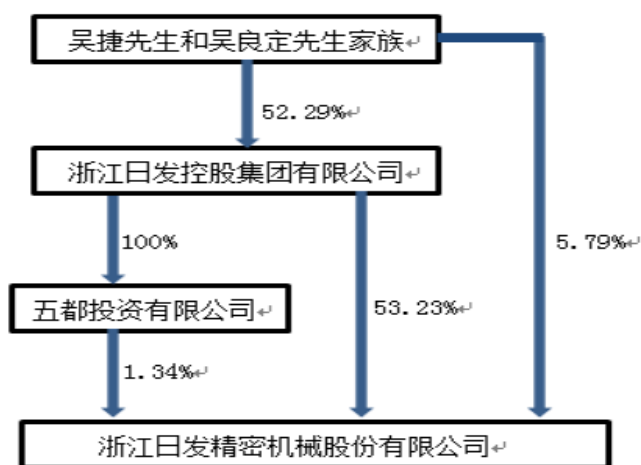 吴捷先生和吴良定先生家族
52.29%
浙江日发控股集团有限公司
100%
5.79%
五都投资有限公司
53.23%
1.34%
浙江日发精密机械股份有限公司